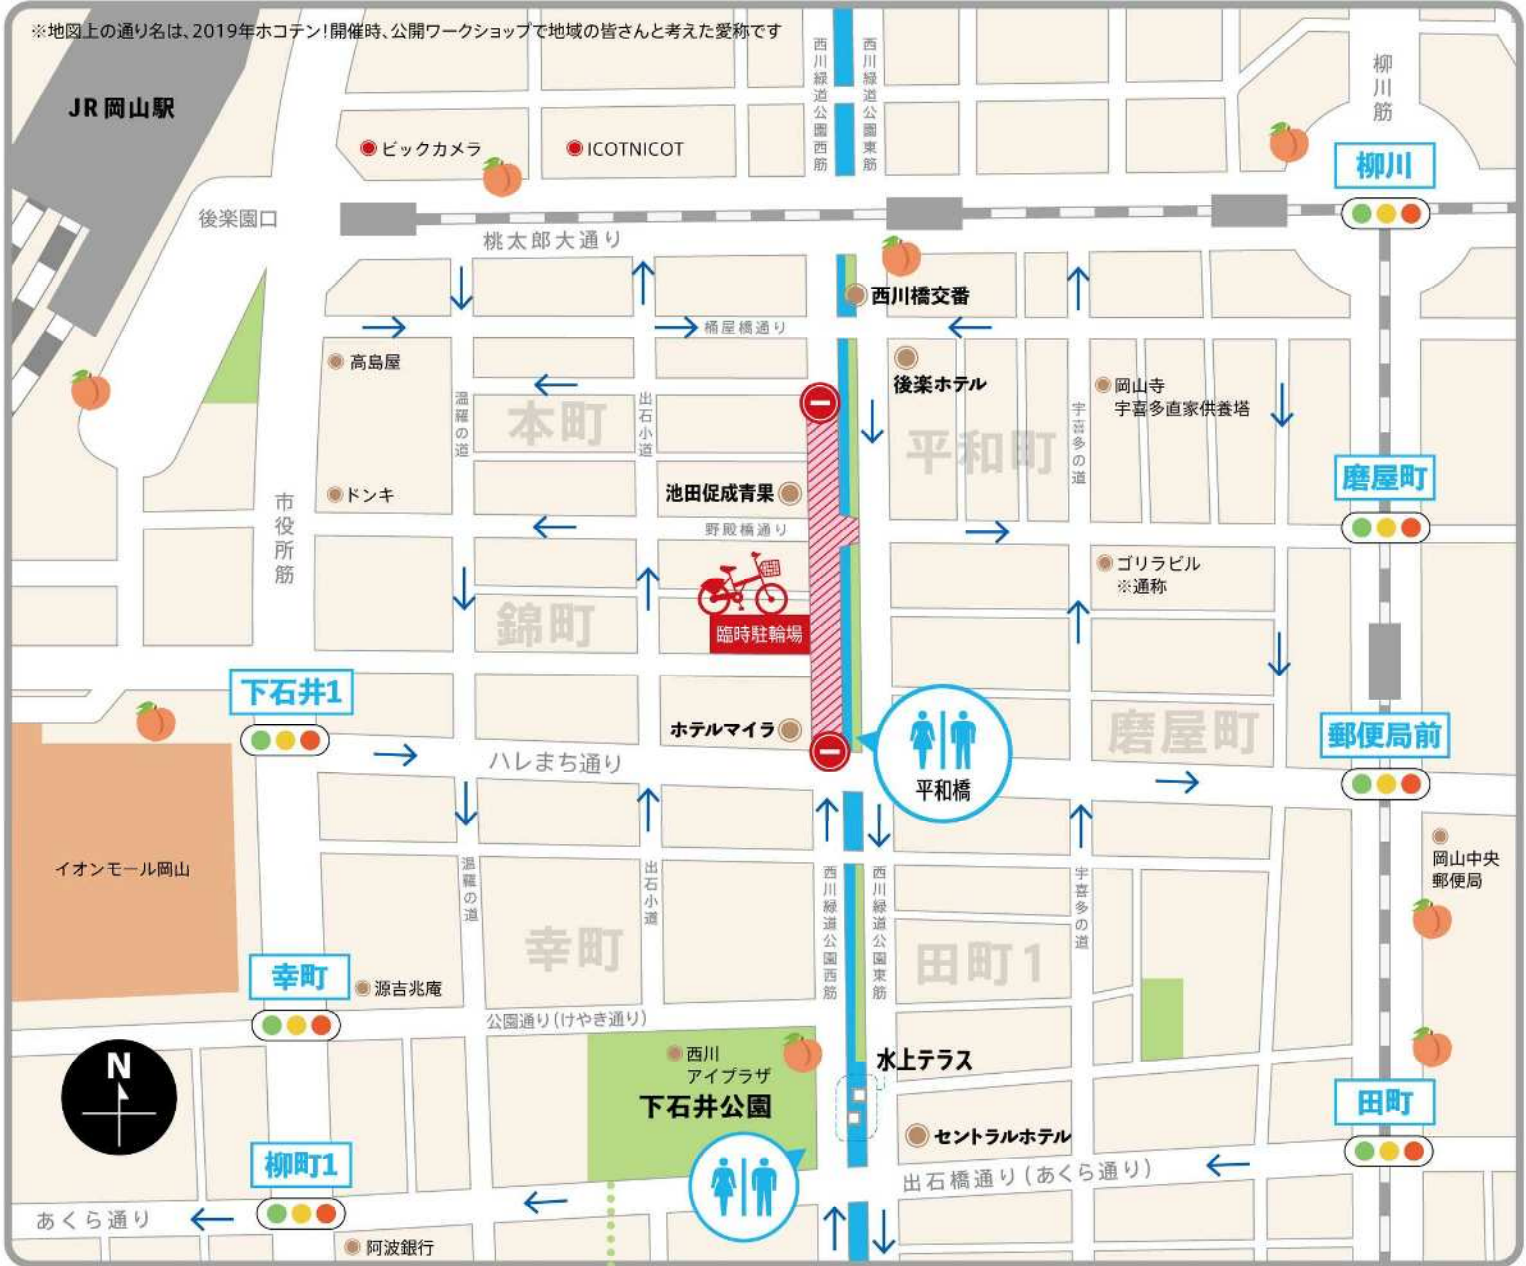 ※地図上の通り名は、2019年ホコテン!開催時、公開ワークショップで地域の皆さんと考えた愛称です
JR岡山駅
ビックカメラ
ICOTNICOT
西川緑道公園西筋
西川緑道公園東筋
柳川筋
柳川
後楽園口
桃太郎大通り
西川橋交番
桶屋橋通り
高島屋
後楽ホテル
岡山寺
宇喜多直家供養塔
温羅の道
本町
出石小道
平和町
宇喜多の道
磨屋町
ドンキ
池田促成青果
市役所筋
野殿橋通り
ゴリラビル
※通称
錦町
臨時駐輪場
下石井1
ホテルマイラ
磨屋町
郵便局前
ハレまち通り
平和橋
イオンモール岡山
岡山中央
郵便局
温羅の道
出石小道
西川緑道公園西筋
西川緑道公園東筋
宇喜多の道
幸町
田町1
幸町
源吉兆庵
公園通り(けやき通り)
西川
アイプラザ
水上テラス
N
下石井公園
田町
セントラルホテル
柳町1
出石橋通り(あくら通り)
あくら通り
阿波銀行